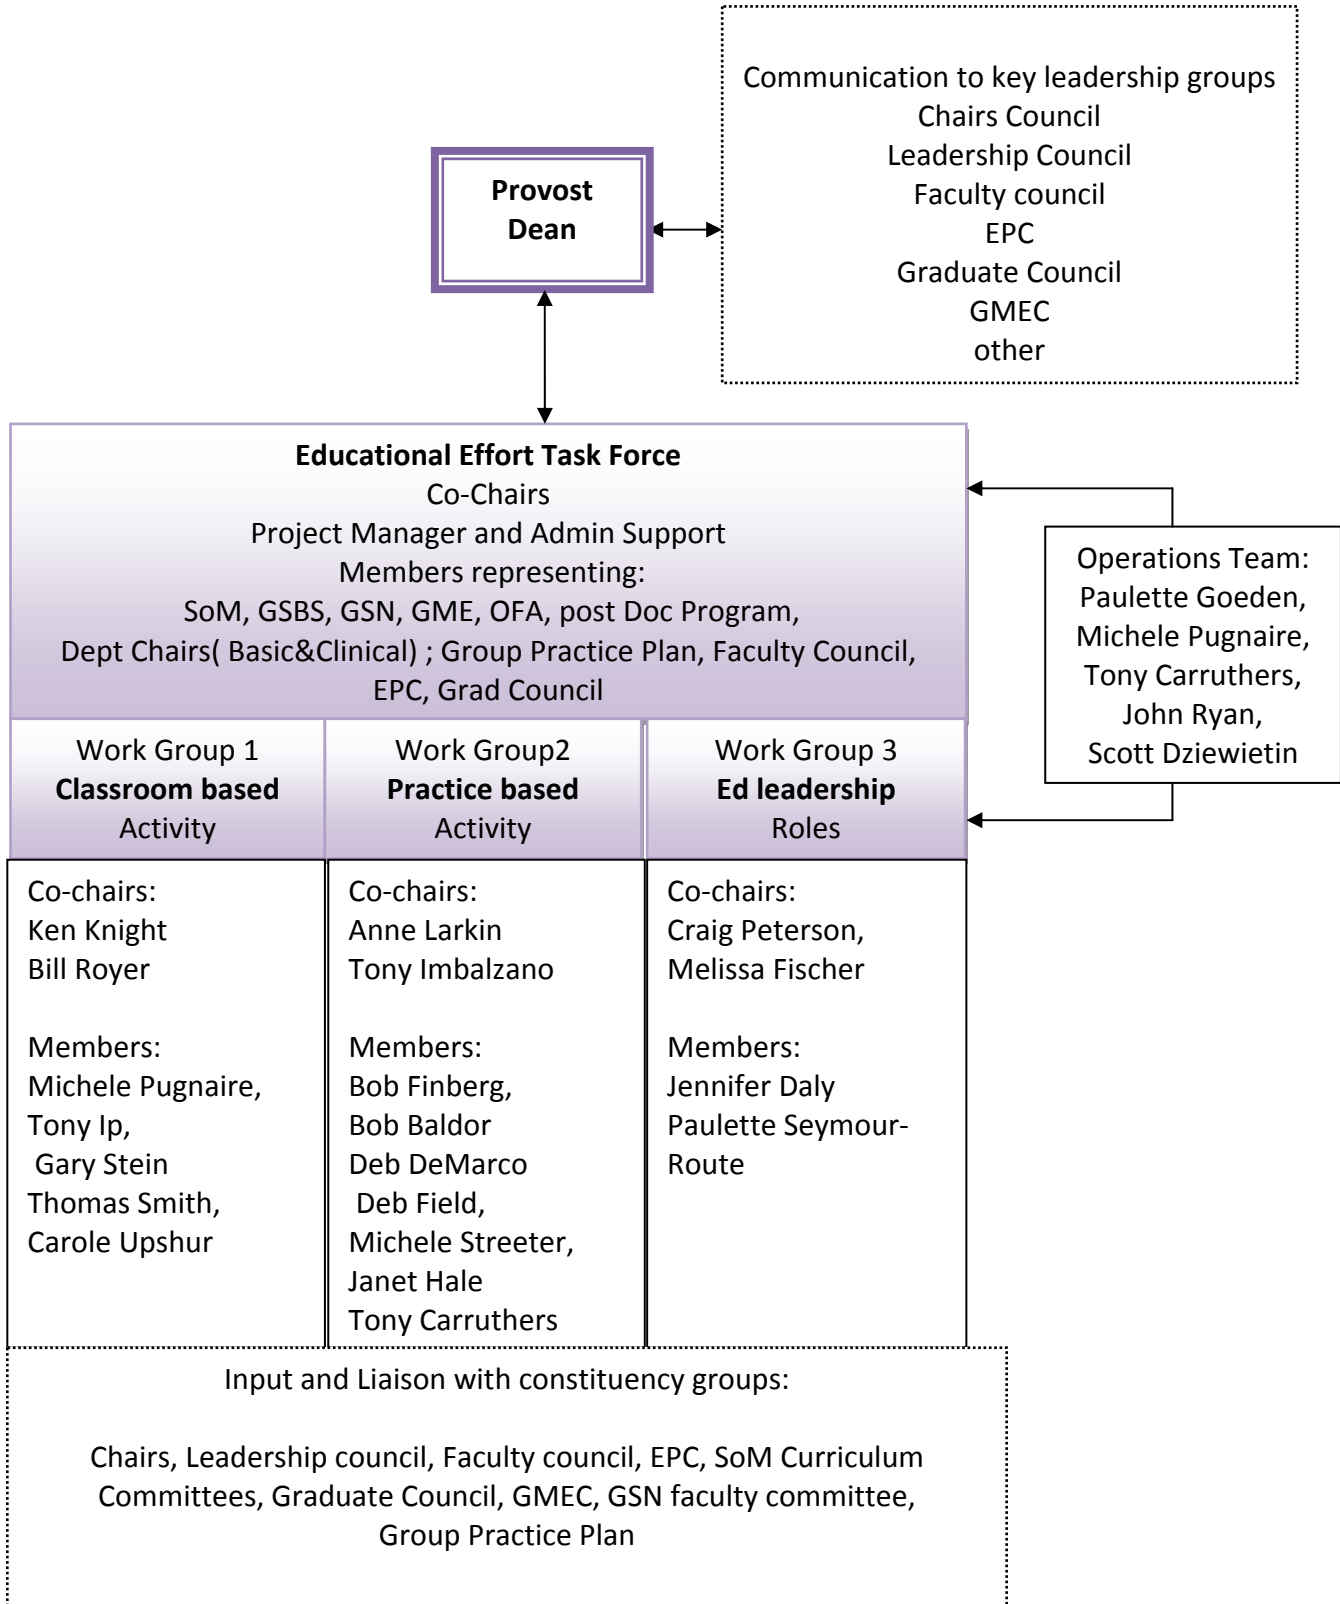 Communication to key leadership groups
Chairs Council
Leadership Council
Faculty council
EPC
Graduate Council
GMEC
other
Provost
Dean
Educational Effort Task Force
Co-Chairs
Project Manager and Admin Support
Members representing:
SoM, GSBS, GSN, GME, OFA, post Doc Program,
Dept Chairs( Basic&Clinical) ; Group Practice Plan, Faculty Council,
EPC, Grad Council
Operations Team:
Paulette Goeden,
Michele Pugnaire,
Tony Carruthers,
John Ryan,
Scott Dziewietin
Work Group 1
Classroom based
Activity
Work Group2
Practice based
Activity
Work Group 3
Ed leadership
Roles
Co-chairs:
Ken Knight
Bill Royer
Members:
Michele Pugnaire,
Tony Ip,
Gary Stein
Thomas Smith,
Carole Upshur
Co-chairs:
Anne Larkin
Tony Imbalzano
Members:
Bob Finberg,
Bob Baldor
Deb DeMarco
Deb Field,
Michele Streeter,
Janet Hale
Tony Carruthers
Co-chairs:
Craig Peterson,
Melissa Fischer
Members:
Jennifer Daly
Paulette Seymour-
Route
Input and Liaison with constituency groups:
Chairs, Leadership council, Faculty council, EPC, SoM Curriculum
Committees, Graduate Council, GMEC, GSN faculty committee,
Group Practice Plan